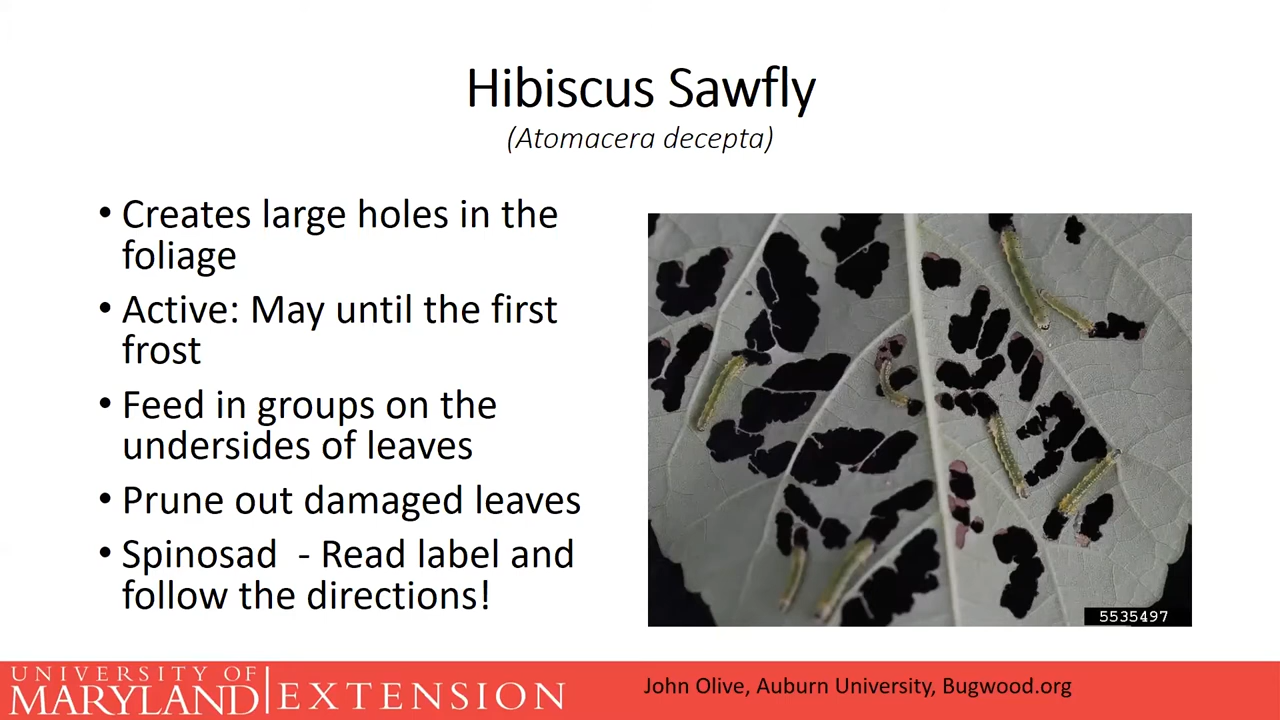 Hibiscus Sawfly
(Atomacera decepta)
• Creates large holes in the
foliage
• Active: May until the first
frost
• Feed in groups on the
undersides of leaves
• Prune out damaged leaves
• Spinosad - Read label and
follow the directions!
5535497
UNIVERSITY OF
MARYLAND EXTENSION
John Olive, Auburn University, Bugwood.org